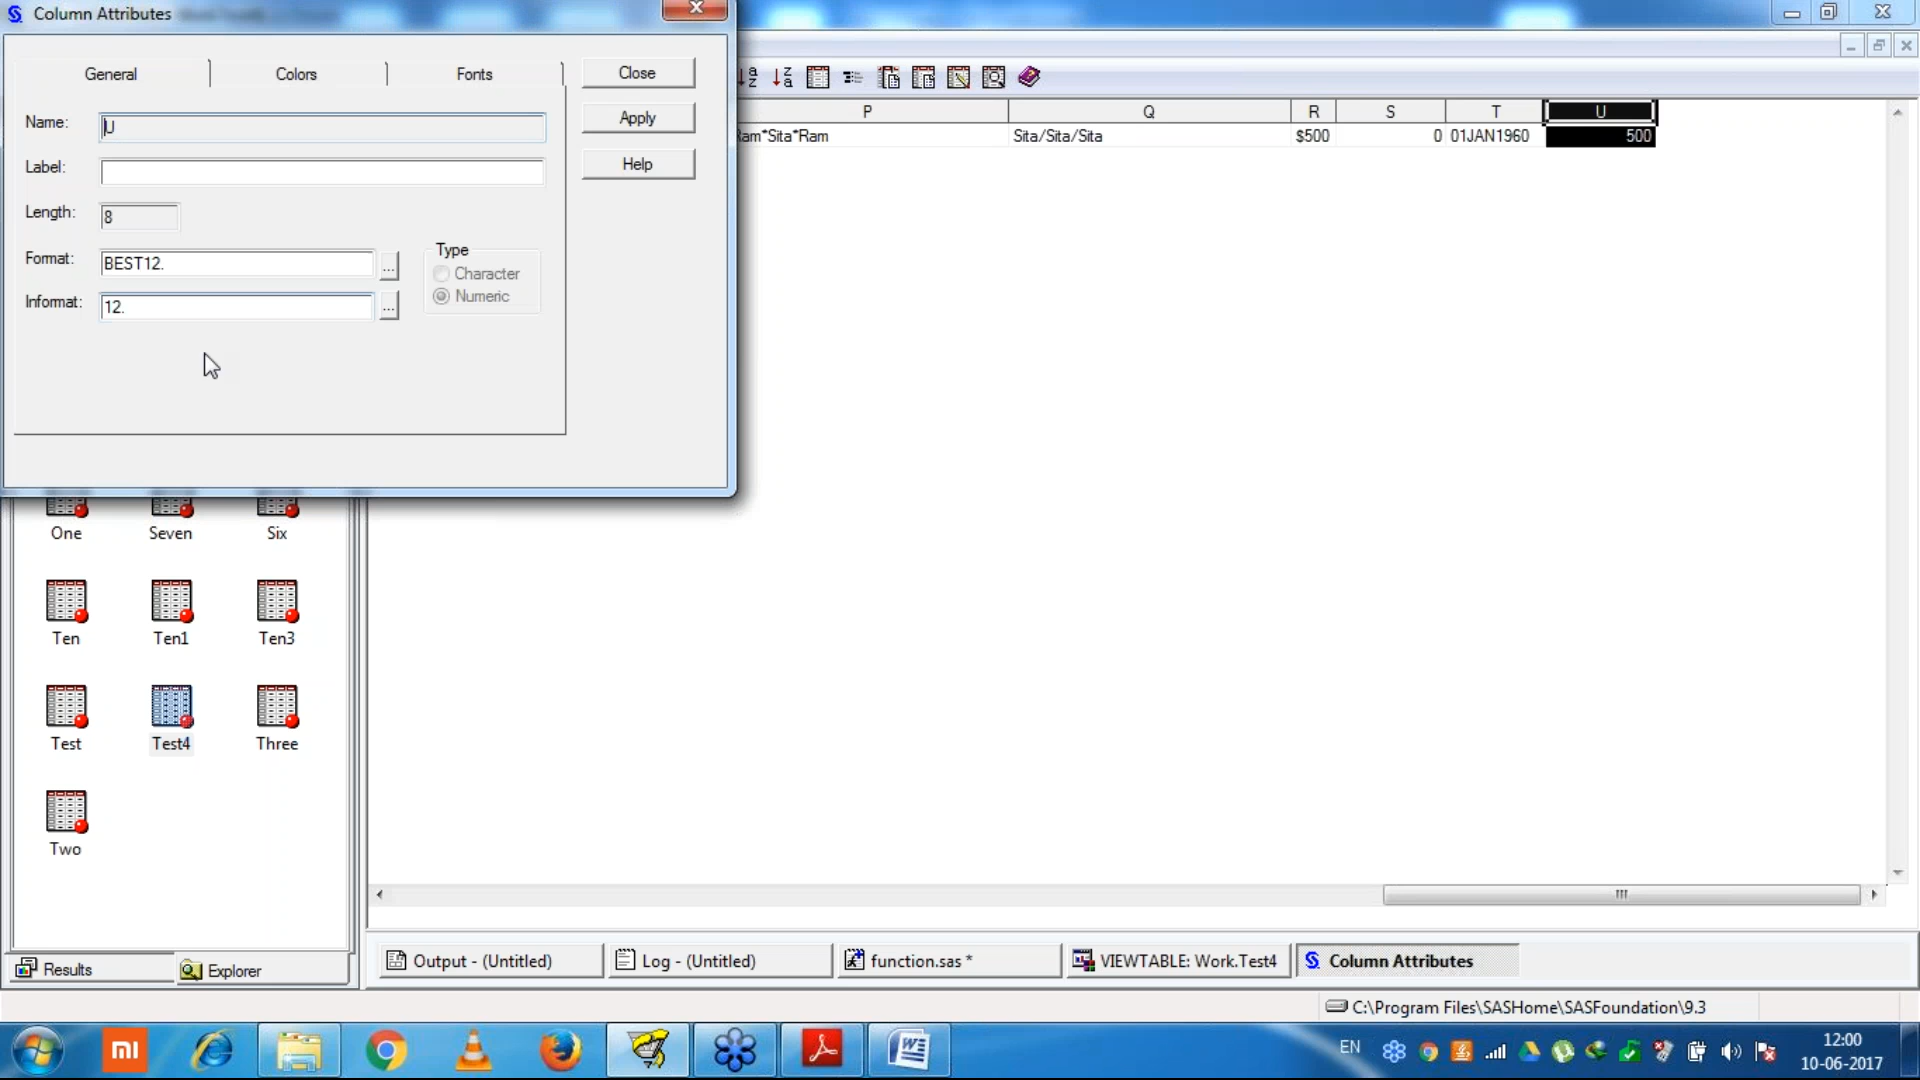 Column Attributes
General Colors Fonts Close
Name: U
Apply
Label:
Help
Length: 8
Format: BEST12. ...
Type
Character
Informat: 12. ...
Numeric
P Q R S T U
Ram*Sita*Ram Sita/Sita/Sita $500 0 01JAN1960 500
One Seven Six
Ten Ten1 Ten3
Test Test4 Three
Two
Results Explorer
Output - (Untitled) Log - (Untitled) function.sas * VIEWTABLE: Work.Test4 Column Attributes
C:\Program Files\SASHome\SASFoundation\9.3
EN
12:00
10-06-2017